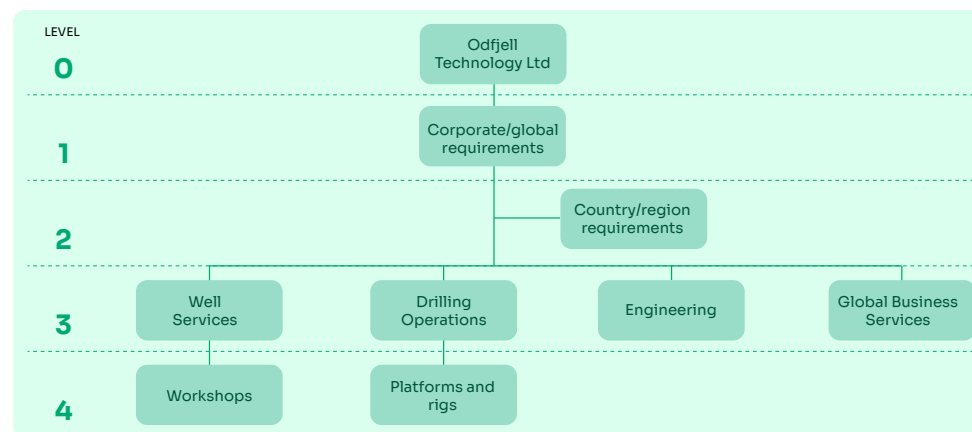 LEVEL
0
Odfjell
Technology Ltd
1
Corporate/global
requirements
2
Country/region
requirements
3
Well
Services
Drilling
Operations
Engineering
Global Business
Services
4
Workshops
Platforms and
rigs